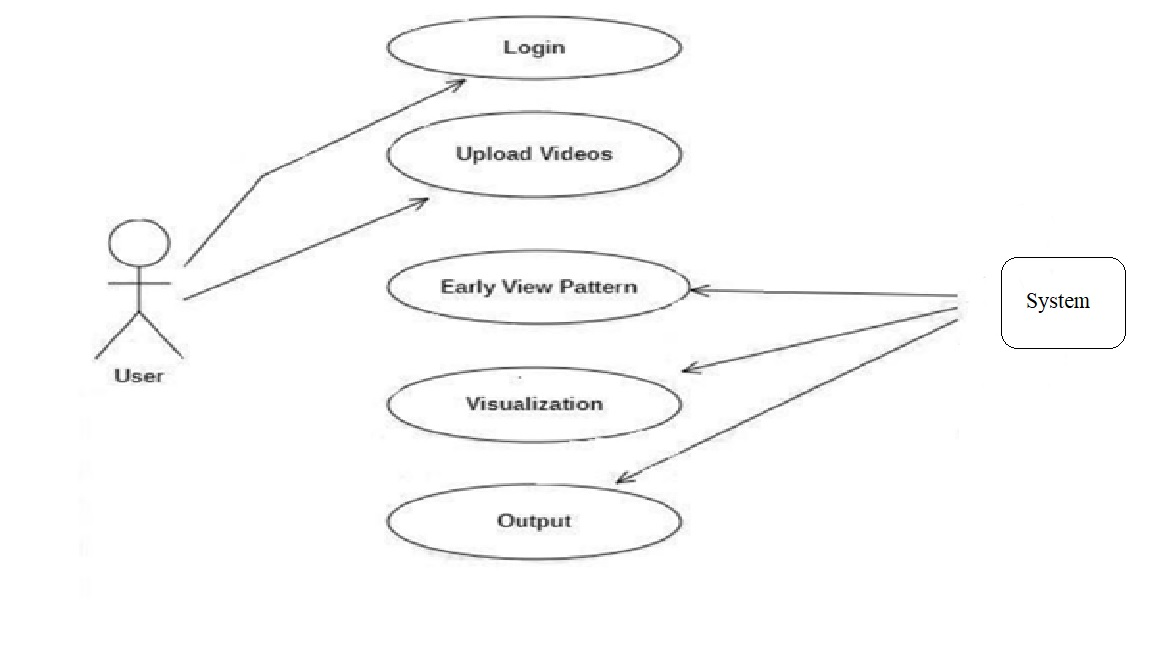 Login
Upload Videos
Early View Pattern
System
User
Visualization
Output